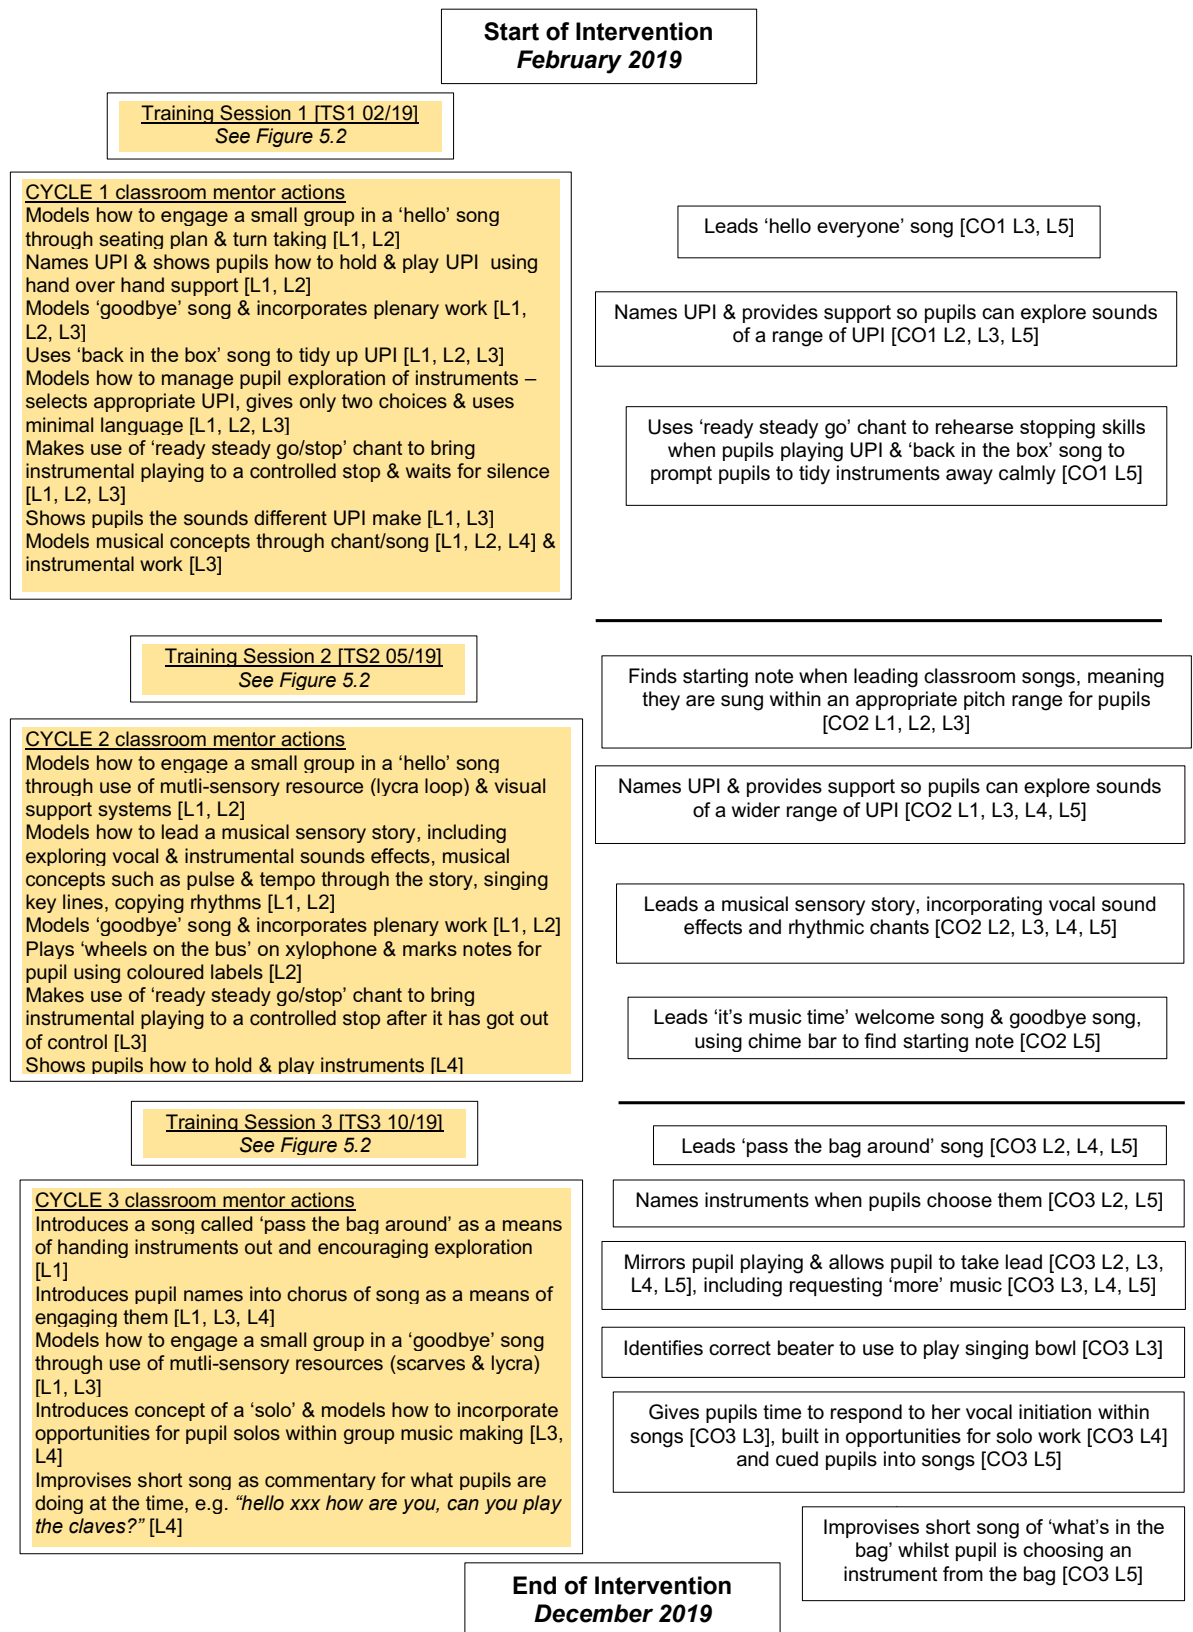 Start of Intervention
February 2019
Training Session 1 [TS1 02/19]
See Figure 5.2
CYCLE 1 classroom mentor actions
Models how to engage a small group in a ‘hello’ song
through seating plan & turn taking [L1, L2]
Names UPI & shows pupils how to hold & play UPI using
hand over hand support [L1, L2]
Models ‘goodbye’ song & incorporates plenary work [L1,
L2, L3]
Uses ‘back in the box’ song to tidy up UPI [L1, L2, L3]
Models how to manage pupil exploration of instruments –
selects appropriate UPI, gives only two choices & uses
minimal language [L1, L2, L3]
Makes use of ‘ready steady go/stop’ chant to bring
instrumental playing to a controlled stop & waits for silence
[L1, L2, L3]
Shows pupils the sounds different UPI make [L1, L3]
Models musical concepts through chant/song [L1, L2, L4] &
instrumental work [L3]
Leads ‘hello everyone’ song [CO1 L3, L5]
Names UPI & provides support so pupils can explore sounds
of a range of UPI [CO1 L2, L3, L5]
Uses ‘ready steady go’ chant to rehearse stopping skills
when pupils playing UPI & ‘back in the box’ song to
prompt pupils to tidy instruments away calmly [CO1 L5]
Training Session 2 [TS2 05/19]
See Figure 5.2
CYCLE 2 classroom mentor actions
Models how to engage a small group in a ‘hello’ song
through use of mutli-sensory resource (lycra loop) & visual
support systems [L1, L2]
Models how to lead a musical sensory story, including
exploring vocal & instrumental sounds effects, musical
concepts such as pulse & tempo through the story, singing
key lines, copying rhythms [L1, L2]
Models ‘goodbye’ song & incorporates plenary work [L1, L2]
Plays ‘wheels on the bus’ on xylophone & marks notes for
pupil using coloured labels [L2]
Makes use of ‘ready steady go/stop’ chant to bring
instrumental playing to a controlled stop after it has got out
of control [L3]
Shows pupils how to hold & play instruments [L4]
Finds starting note when leading classroom songs, meaning
they are sung within an appropriate pitch range for pupils
[CO2 L1, L2, L3]
Names UPI & provides support so pupils can explore sounds
of a wider range of UPI [CO2 L1, L3, L4, L5]
Leads a musical sensory story, incorporating vocal sound
effects and rhythmic chants [CO2 L2, L3, L4, L5]
Leads ‘it’s music time’ welcome song & goodbye song,
using chime bar to find starting note [CO2 L5]
Training Session 3 [TS3 10/19]
See Figure 5.2
CYCLE 3 classroom mentor actions
Introduces a song called ‘pass the bag around’ as a means
of handing instruments out and encouraging exploration
[L1]
Introduces pupil names into chorus of song as a means of
engaging them [L1, L3, L4]
Models how to engage a small group in a ‘goodbye’ song
through use of mutli-sensory resources (scarves & lycra)
[L1, L3]
Introduces concept of a ‘solo’ & models how to incorporate
opportunities for pupil solos within group music making [L3,
L4]
Improvises short song as commentary for what pupils are
doing at the time, e.g. “hello xxx how are you, can you play
the claves?” [L4]
Leads ‘pass the bag around’ song [CO3 L2, L4, L5]
Names instruments when pupils choose them [CO3 L2, L5]
Mirrors pupil playing & allows pupil to take lead [CO3 L2, L3,
L4, L5], including requesting ‘more’ music [CO3 L3, L4, L5]
Identifies correct beater to use to play singing bowl [CO3 L3]
Gives pupils time to respond to her vocal initiation within
songs [CO3 L3], built in opportunities for solo work [CO3 L4]
and cued pupils into songs [CO3 L5]
Improvises short song of ‘what’s in the
bag’ whilst pupil is choosing an
instrument from the bag [CO3 L5]
End of Intervention
December 2019